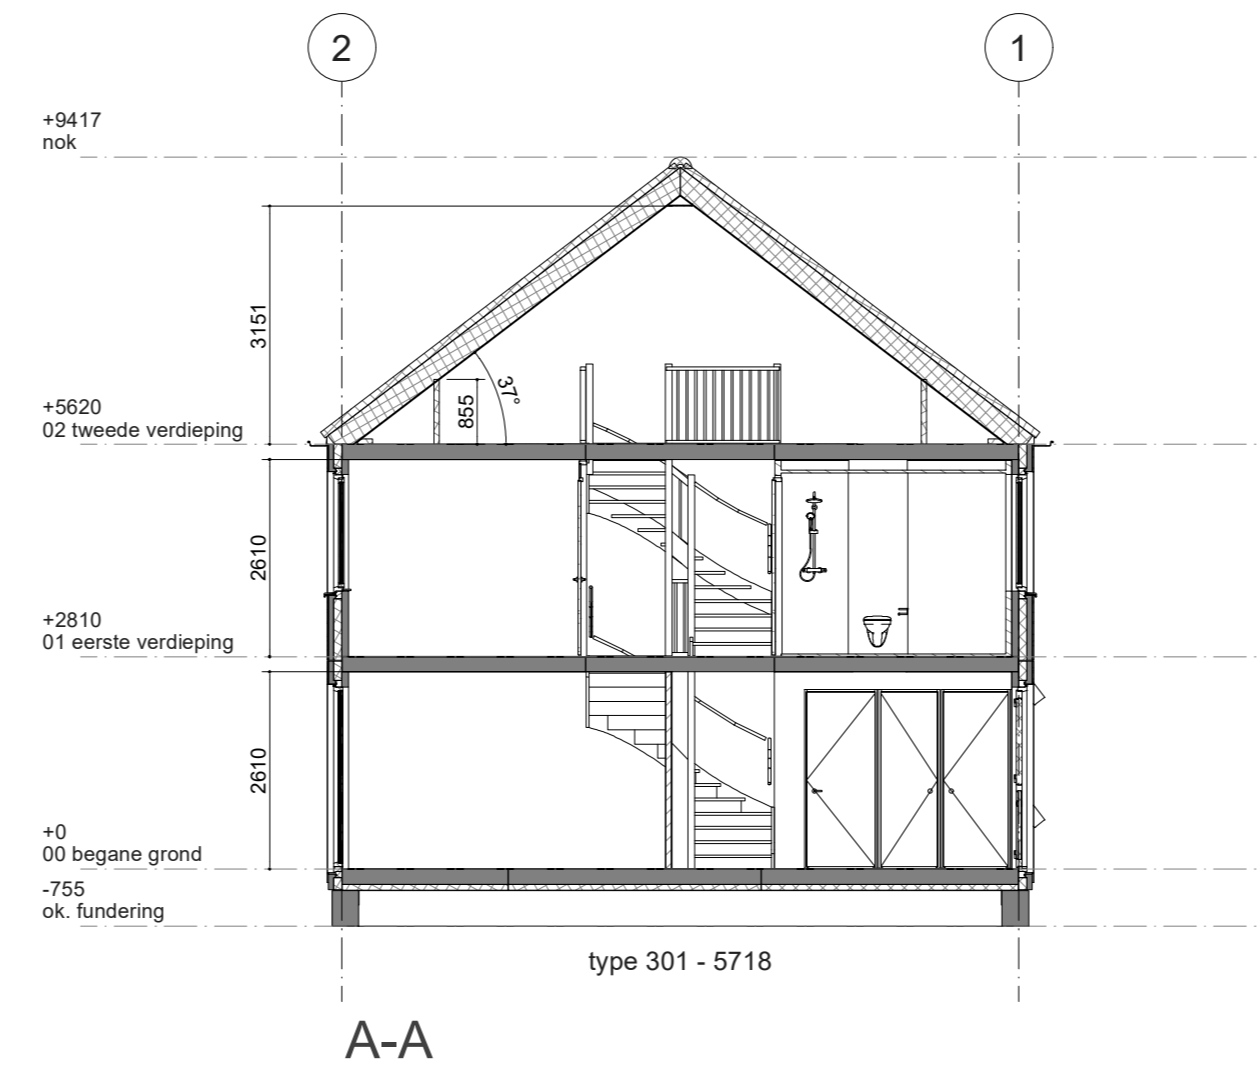 2
1
+9417
nok
3151
37°
855
+5620
02 tweede verdieping
2610
+2810
01 eerste verdieping
2610
+0
00 begane grond
-755
ok. fundering
type 301 - 5718
A-A